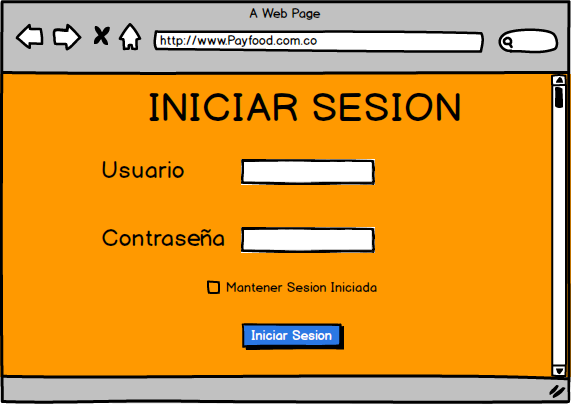 A Web Page
http://www.Payfood.com.co
INICIAR SESION
Usuario
Contraseña
Mantener Sesion Iniciada
Iniciar Sesion